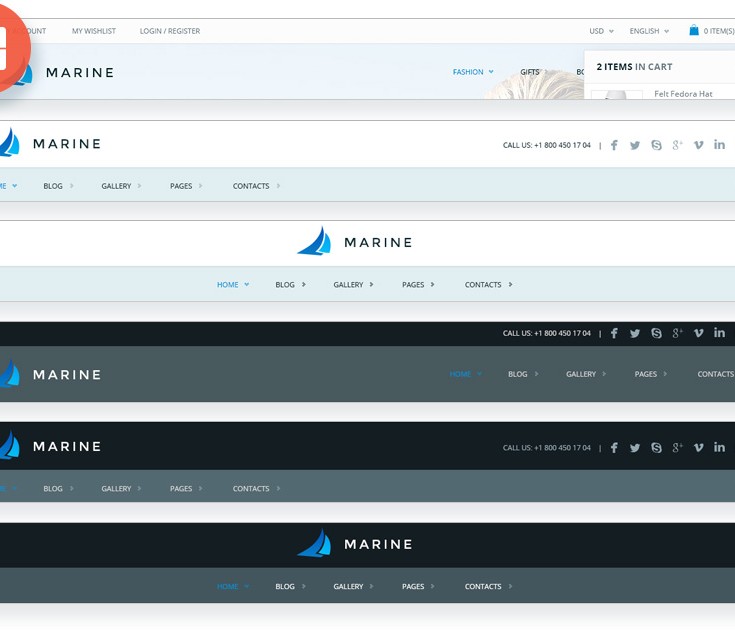 MY WISHLIST LOGIN / REGISTER USD ENGLISH 0 ITEM(S)
MARINE FASHION GIFTS
2 ITEMS IN CART
Felt Fedora Hat
MARINE CALL US: +1 800 450 17 04 |
BLOG GALLERY PAGES CONTACTS
MARINE
HOME BLOG GALLERY PAGES CONTACTS
CALL US: +1 800 450 17 04 |
MARINE HOME BLOG GALLERY PAGES CONTACTS
MARINE CALL US: +1 800 450 17 04 |
BLOG GALLERY PAGES CONTACTS
MARINE
HOME BLOG GALLERY PAGES CONTACTS